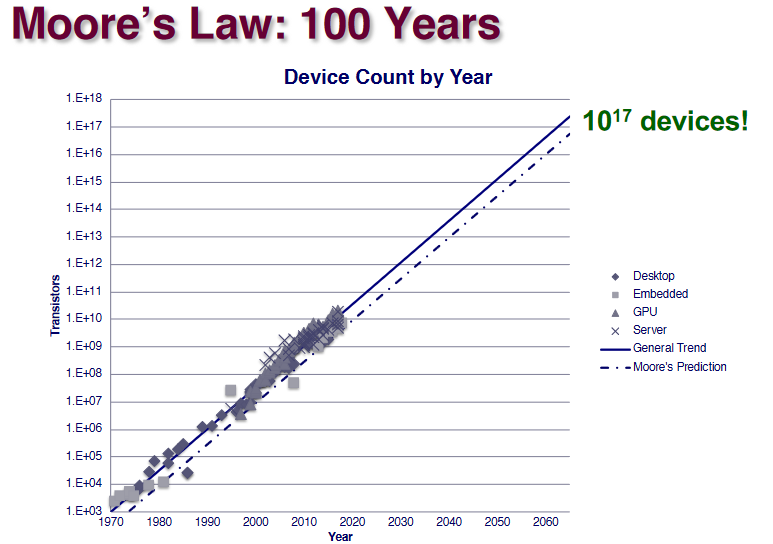 Moore's Law: 100 Years
Device Count by Year
10¹⁷ devices!
Transistors
1.E+18
1.E+17
1.E+16
1.E+15
1.E+14
1.E+13
1.E+12
1.E+11
1.E+10
1.E+09
1.E+08
1.E+07
1.E+06
1.E+05
1.E+04
1.E+03
1970 1980 1990 2000 2010 2020 2030 2040 2050 2060
Year
Desktop
Embedded
GPU
Server
General Trend
Moore's Prediction